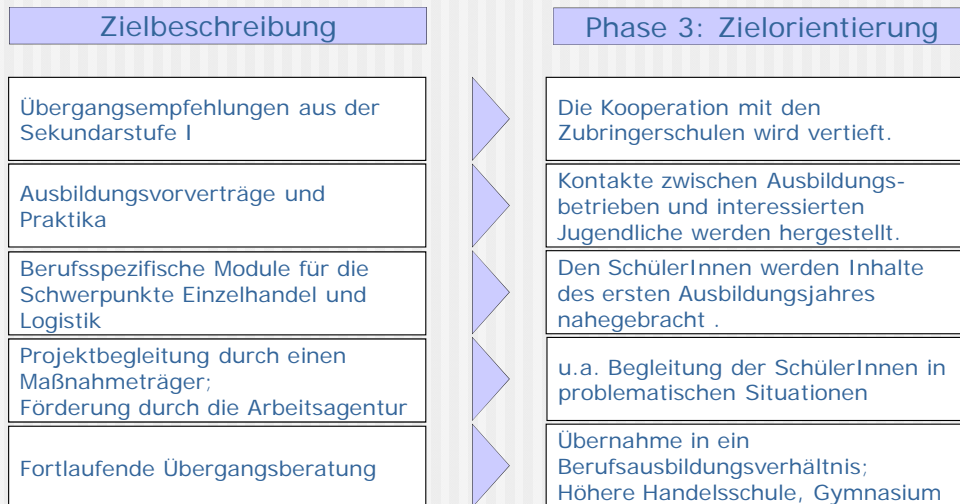 Zielbeschreibung
Phase 3: Zielorientierung
Übergangsempfehlungen aus der
Sekundarstufe I
Die Kooperation mit den
Zubringerschulen wird vertieft.
Ausbildungsvorverträge und
Praktika
Kontakte zwischen Ausbildungs-
betrieben und interessierten
Jugendliche werden hergestellt.
Berufsspezifische Module für die
Schwerpunkte Einzelhandel und
Logistik
Den SchülerInnen werden Inhalte
des ersten Ausbildungsjahres
nahegebracht .
Projektbegleitung durch einen
Maßnahmeträger;
Förderung durch die Arbeitsagentur
u.a. Begleitung der SchülerInnen in
problematischen Situationen
Fortlaufende Übergangsberatung
Übernahme in ein
Berufsausbildungsverhältnis;
Höhere Handelsschule, Gymnasium